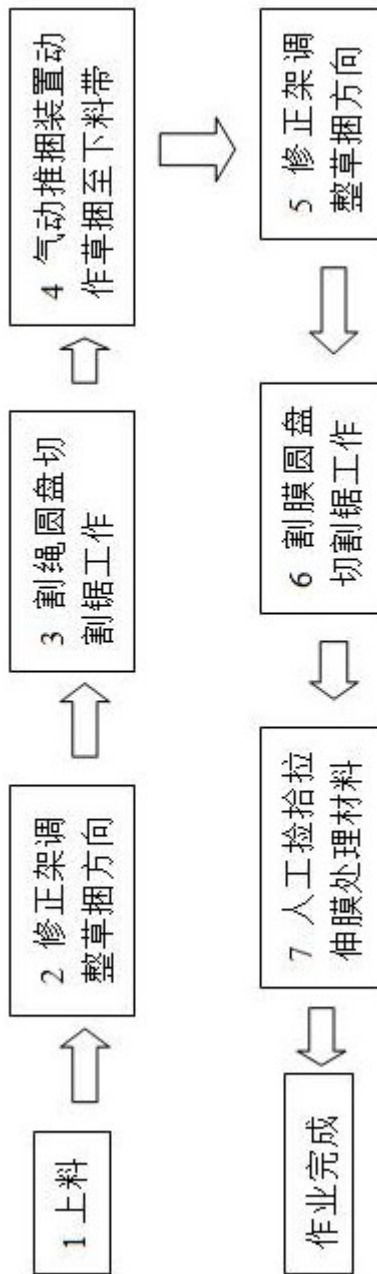 1 上料
2 修正架调
整草捆方向
3 割绳圆盘切
割锯工作
4 气动推捆装置动
作草捆至下料带
5 修正架调
整草捆方向
6 割膜圆盘
切割锯工作
7 人工捡拾拉
伸膜处理材料
作业完成